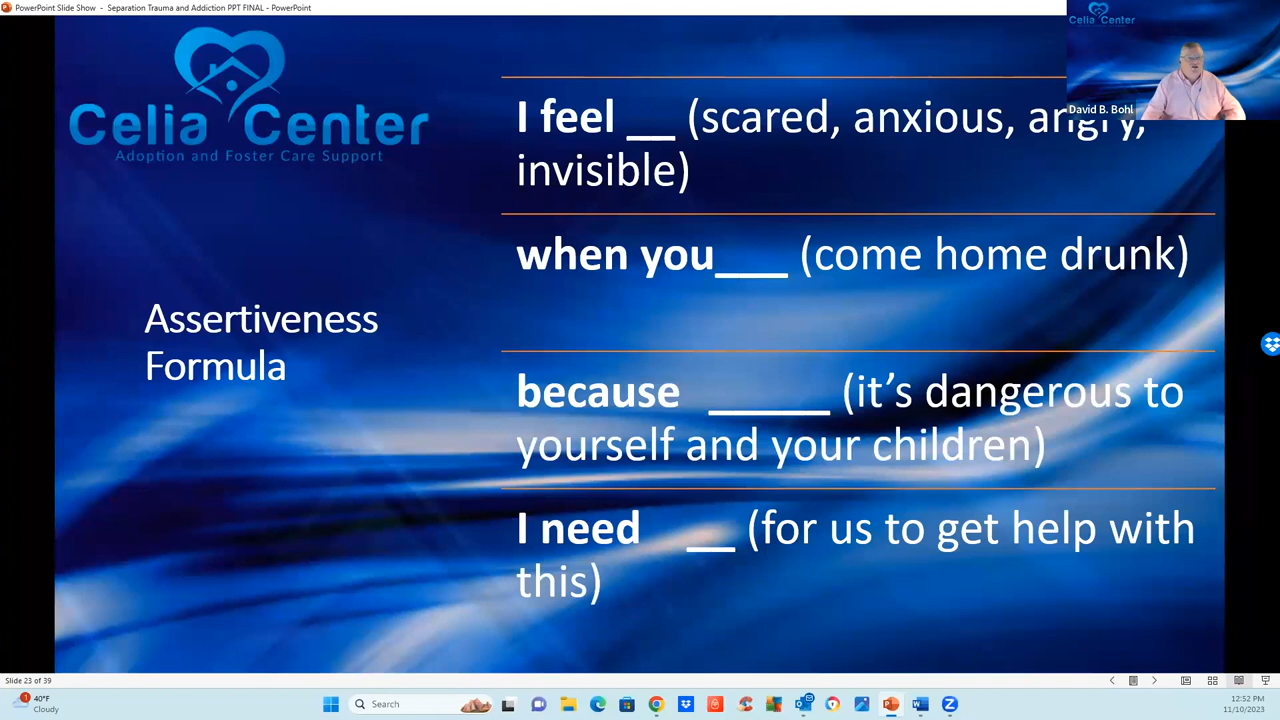 PowerPoint Slide Show - Separation Trauma and Addiction PPT FINAL - PowerPoint
Celia Center
Adoption and Foster Care Support
Celia Center
David B. Bohl
Assertiveness
Formula
I feel __ (scared, anxious, angry,
invisible)
when you___ (come home drunk)
because _____ (it’s dangerous to
yourself and your children)
I need __ (for us to get help with
this)
Slide 23 of 39
1
40°F
Cloudy
Search
12:52 PM
11/10/2023